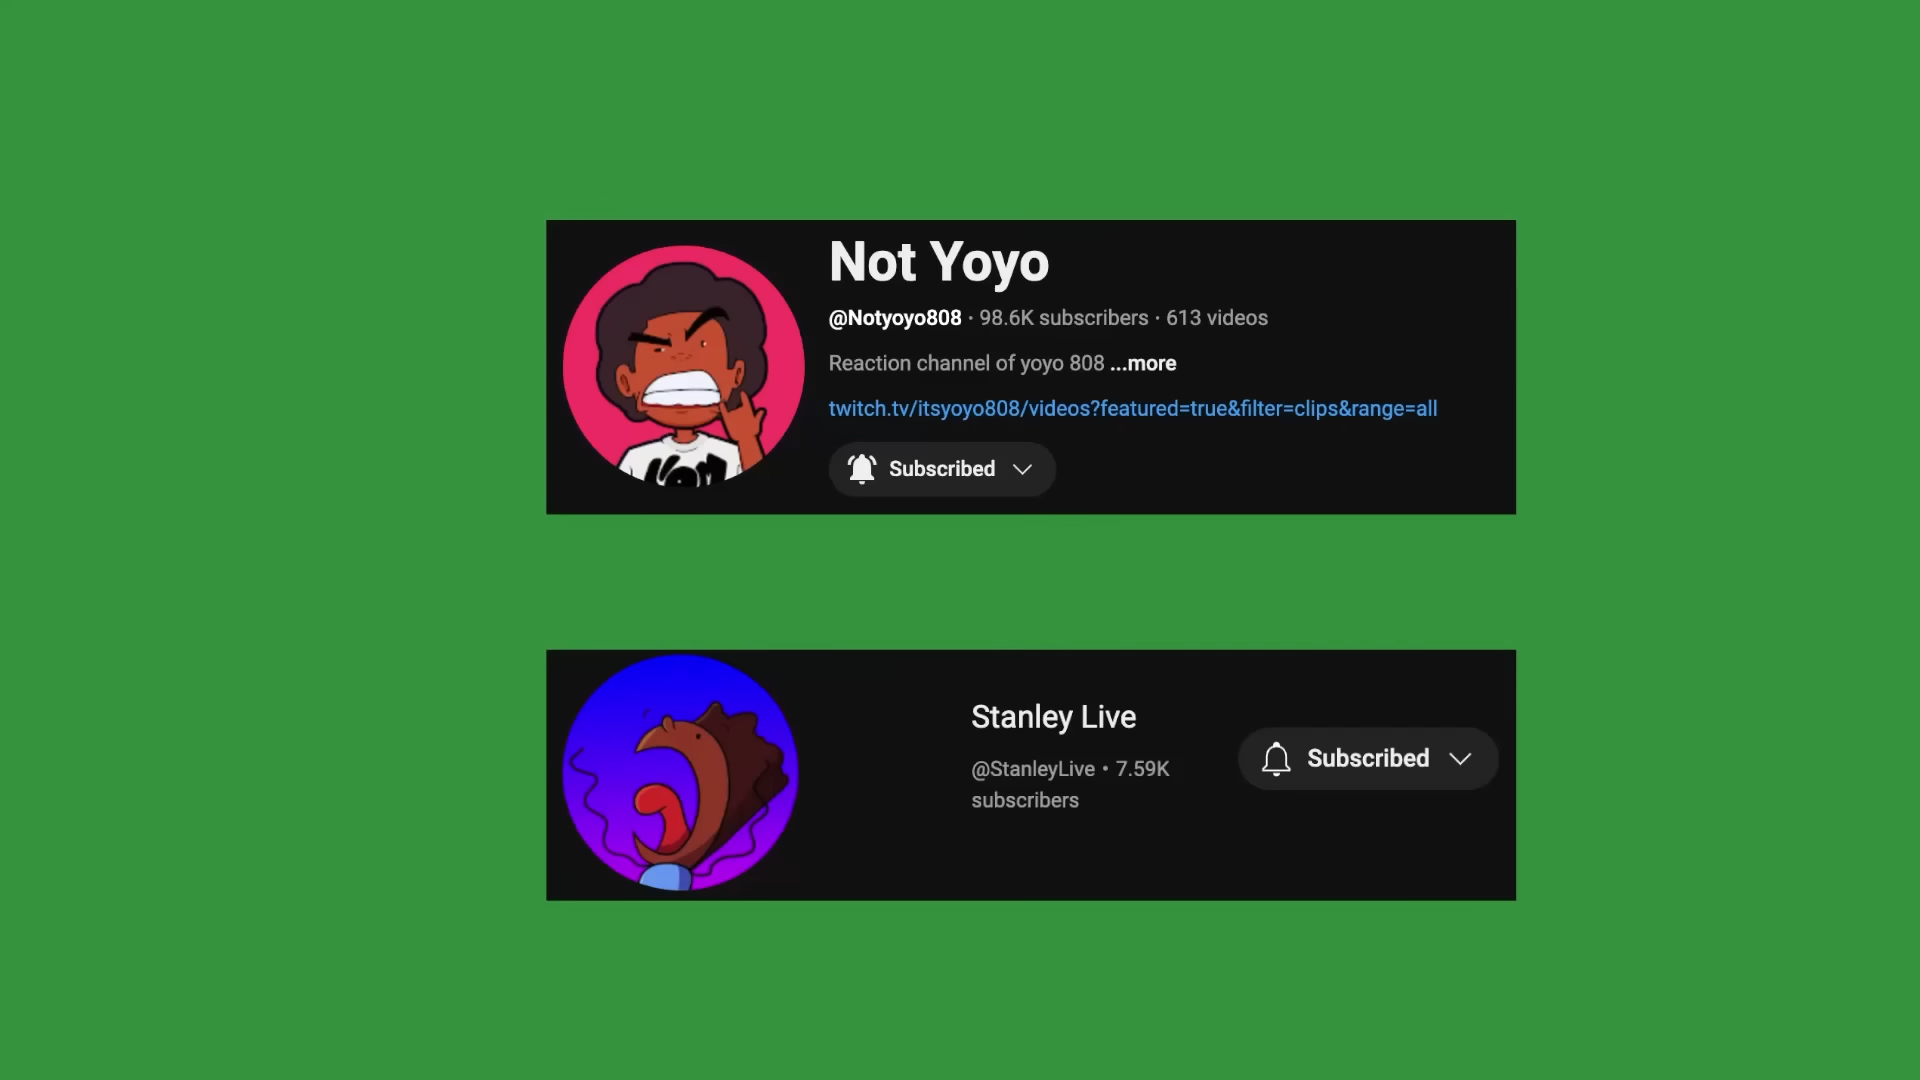 Not Yoyo
@Notyoyo808 · 98.6K subscribers · 613 videos
Reaction channel of yoyo 808 ...more
twitch.tv/itsyoyo808/videos?featured=true&filter=clips&range=all
Subscribed
Stanley Live
@StanleyLive • 7.59K
subscribers
Subscribed